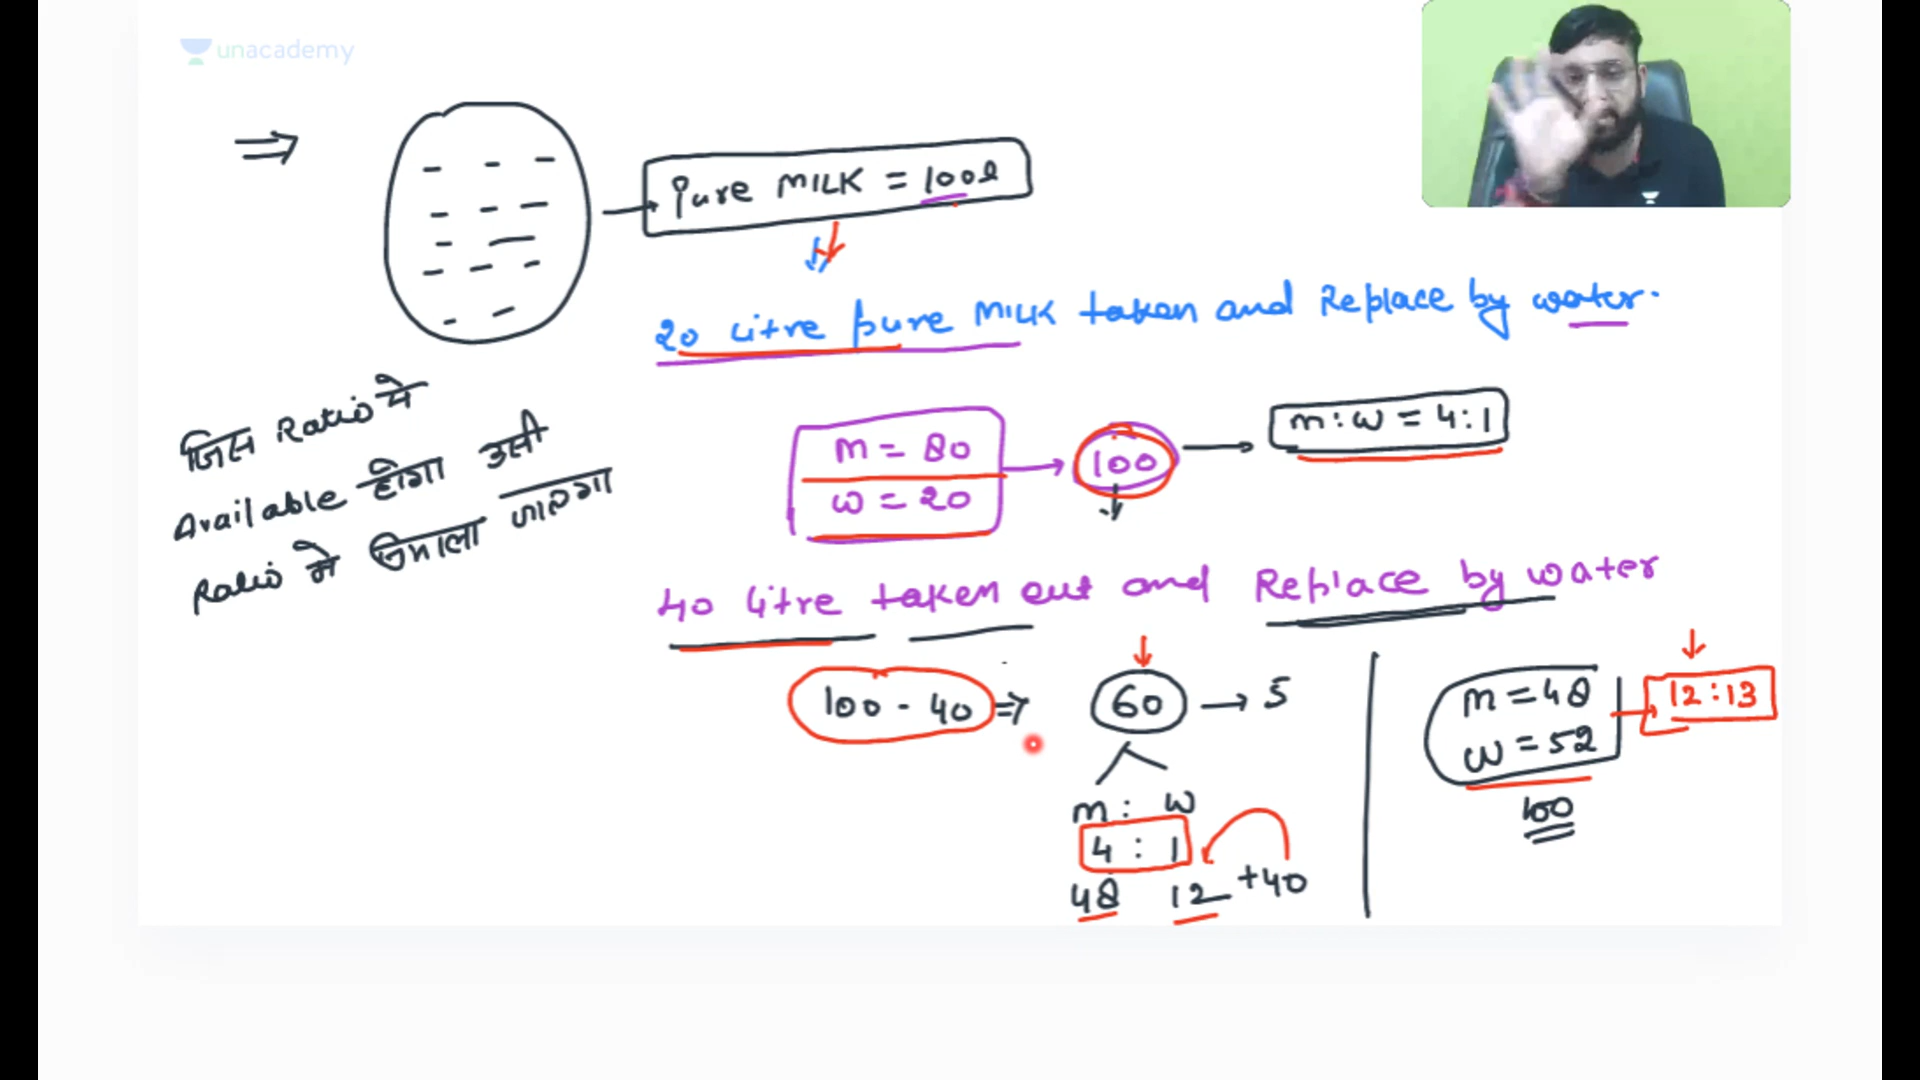 unacademy
Pure MILK = 100l
20 Litre pure MILK taken and Replace by water.
m = 80
w = 20
100
m : w = 4 : 1
जिस Ratio मे
Available होगा उसी
Ratio मे निकाला जाएगा
40 Litre taken out and Replace by water
100 - 40 ⇒ 60 → 5
m : w
4 : 1
48 12 + 40
m = 48
w = 52
12 : 13
100